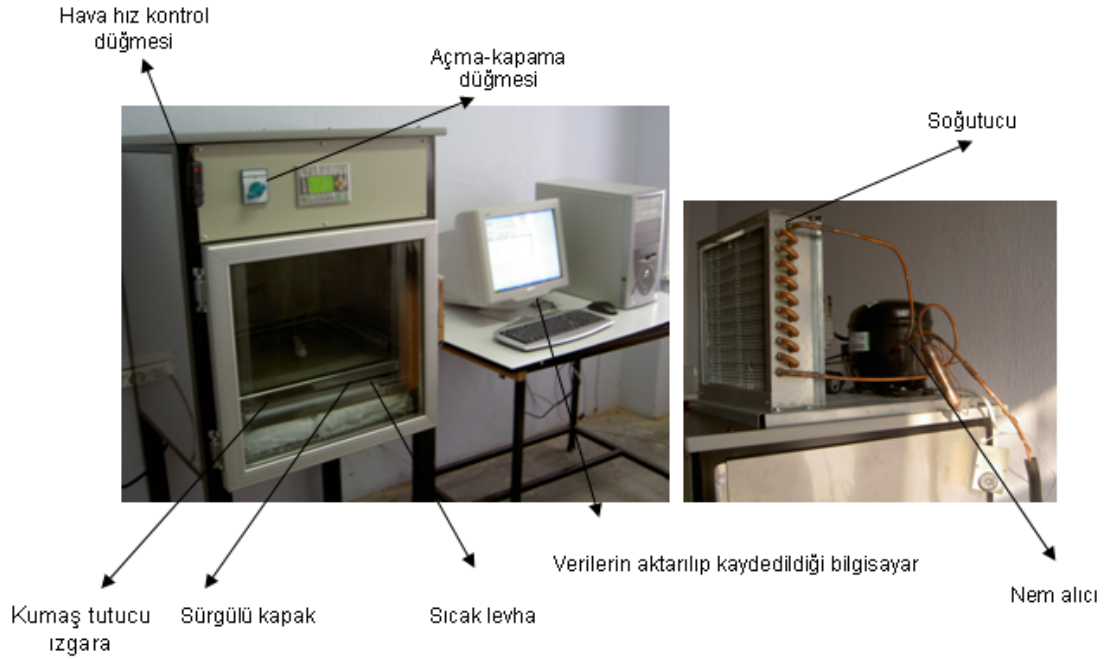 Hava hız kontrol
düğmesi
Açma-kapama
düğmesi
Soğutucu
Verilerin aktarılıp kaydedildiği bilgisayar
Nem alıcı
Kumaş tutucu
ızgara
Sürgülü kapak
Sıcak levha